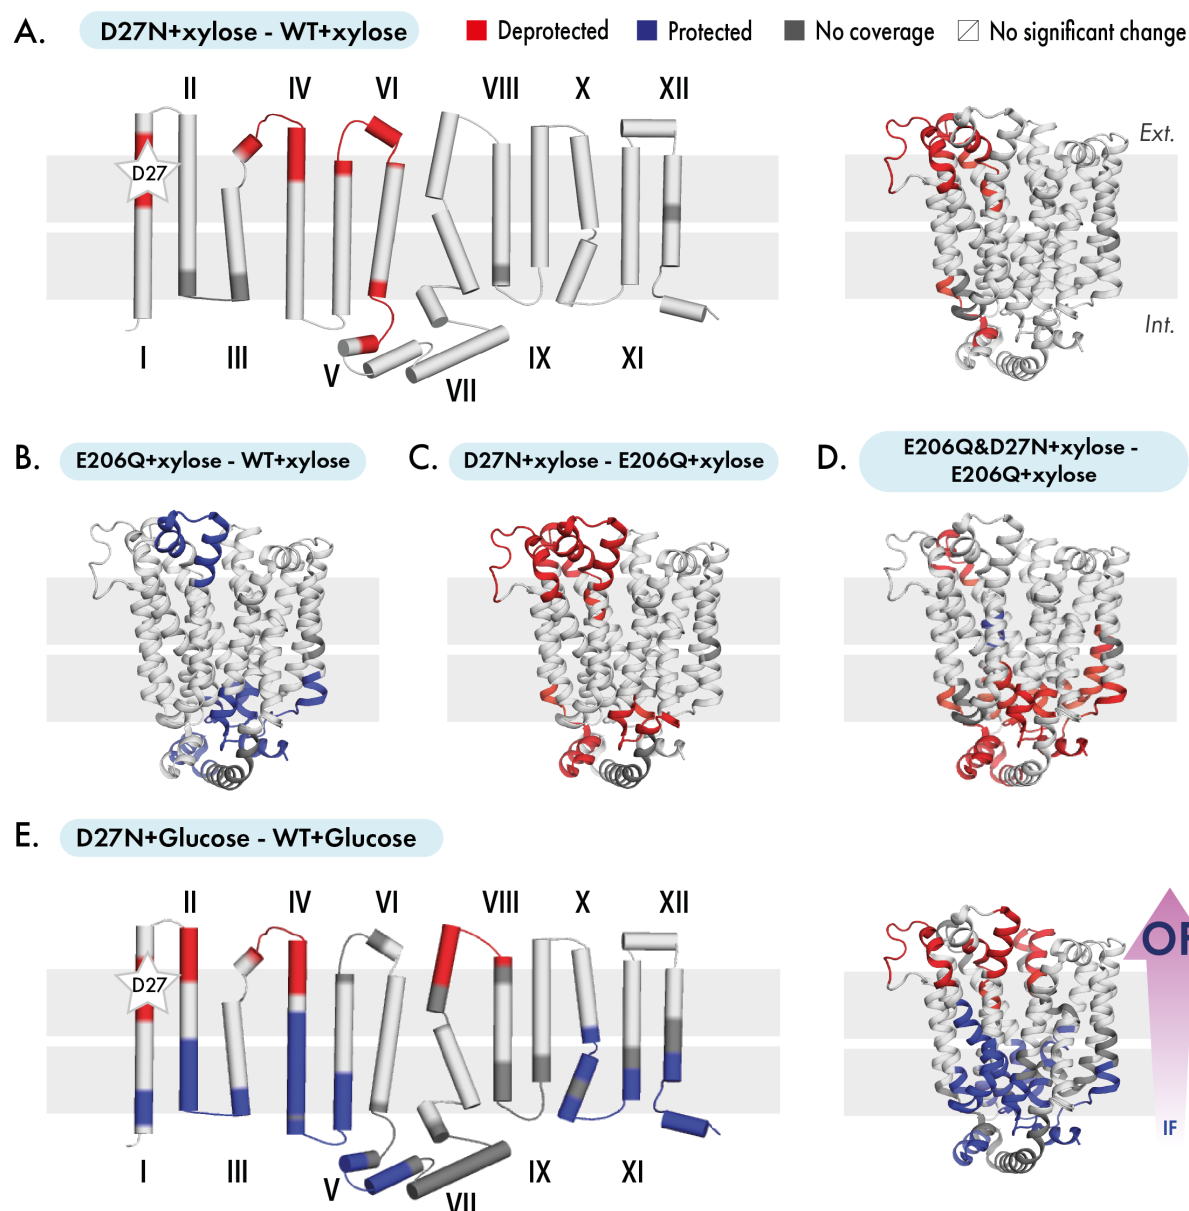 A.
D27N+xylose - WT+xylose
Deprotected
Protected
No coverage
No significant change
II IV VI VIII X XII
D27
I III V VII IX XI
Ext.
Int.
B.
E206Q+xylose - WT+xylose
C.
D27N+xylose - E206Q+xylose
D.
E206Q&D27N+xylose -
E206Q+xylose
E.
D27N+Glucose - WT+Glucose
II IV VI VIII X XII
D27
I III V VII IX XI
OF
IF